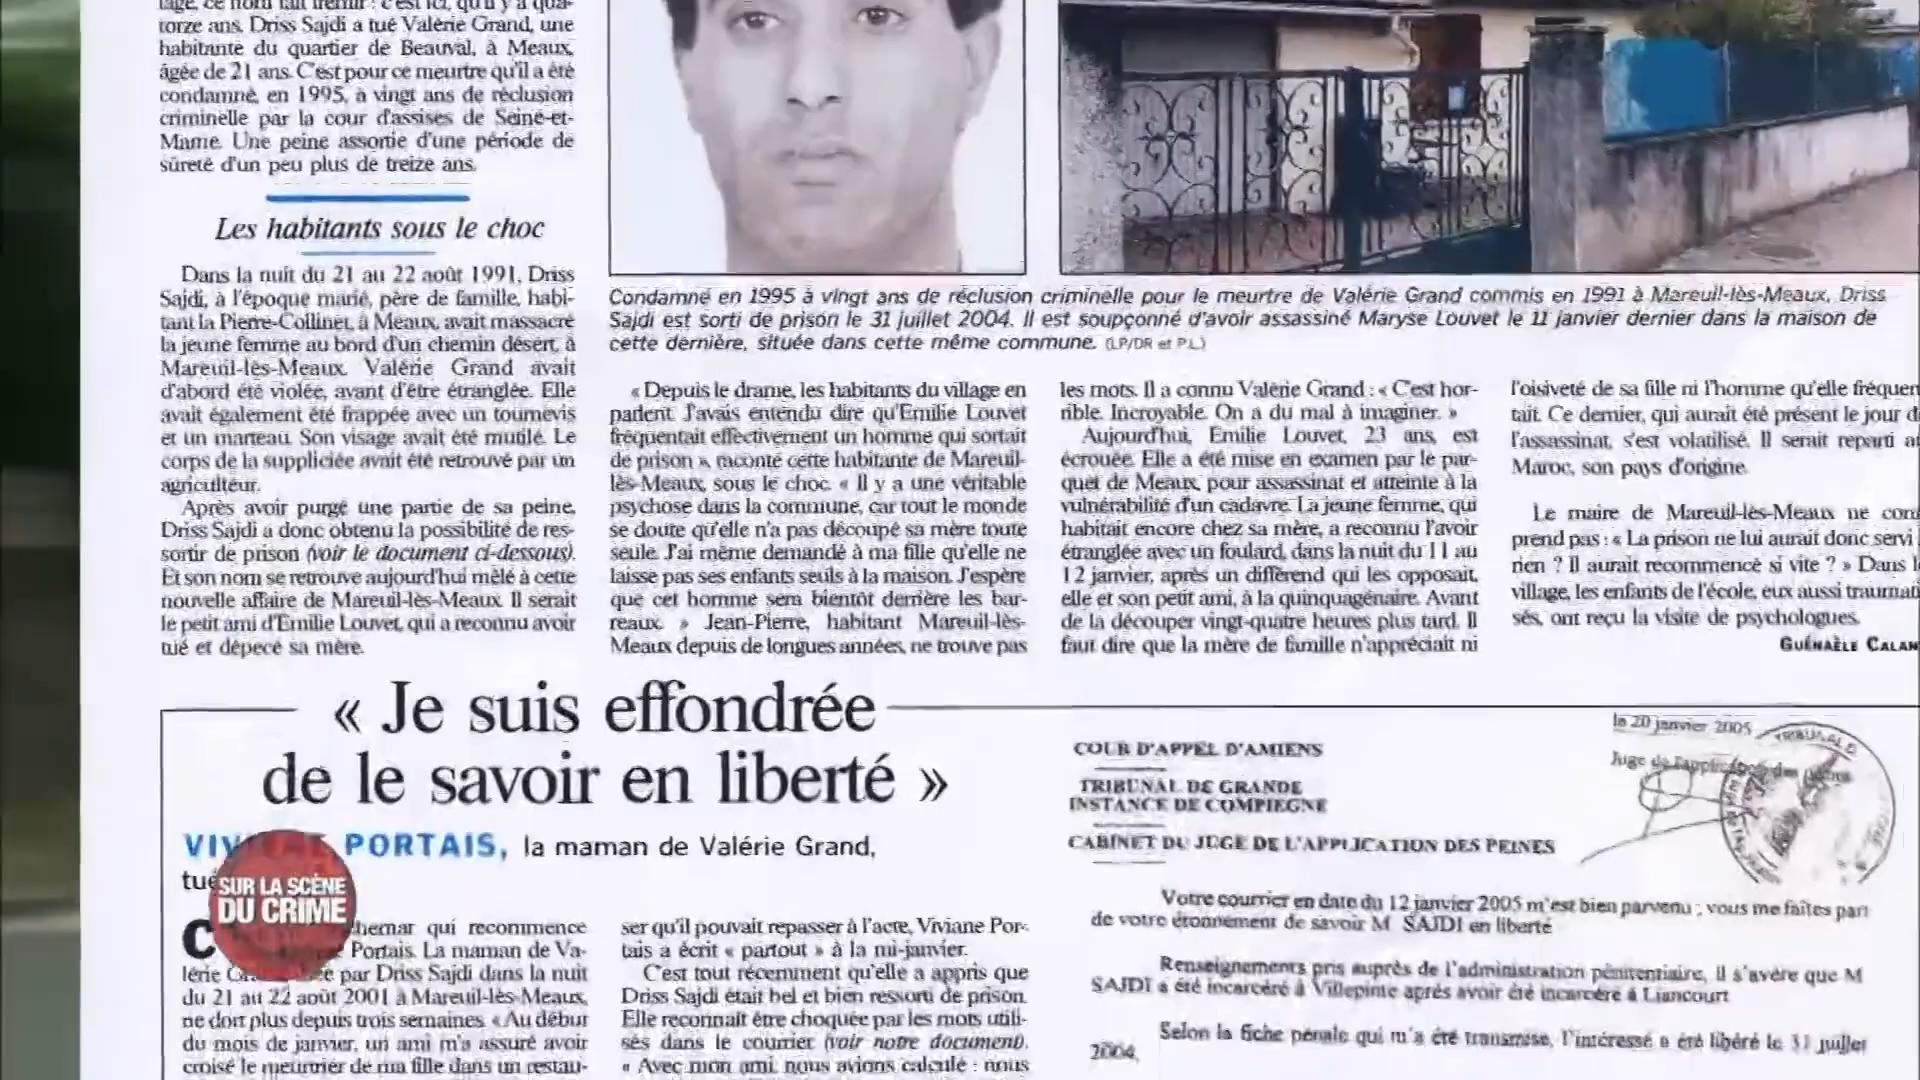 torze ans, Driss Sajdi a tué Valérie Grand, une
habitante du quartier de Beauval, à Meaux,
âgée de 21 ans. C'est pour ce meurtre qu'il a été
condamné, en 1995, à vingt ans de réclusion
criminelle par la cour d'assises de Seine-et-
Marne. Une peine assortie d'une période de
sûreté d'un peu plus de treize ans.
Les habitants sous le choc
Dans la nuit du 21 au 22 août 1991, Driss
Sajdi, à l'époque marié, père de famille, habi-
tant la Pierre-Collinet, à Meaux, avait massacré
la jeune femme au bord d'un chemin désert, à
Mareuil-lès-Meaux. Valérie Grand avait
d'abord été violée, avant d'être étranglée. Elle
avait également été frappée avec un tournevis
et un marteau. Son visage avait été mutilé. Le
corps de la suppliciée avait été retrouvé par un
agriculteur.
Après avoir purgé une partie de sa peine,
Driss Sajdi a donc obtenu la possibilité de res-
sortir de prison (voir le document ci-dessous).
Et son nom se retrouve aujourd'hui mêlé à cette
nouvelle affaire de Mareuil-lès-Meaux. Il serait
le petit ami d'Emilie Louvet, qui a reconnu avoir
tué et dépecé sa mère.
Condamné en 1995 à vingt ans de réclusion criminelle pour le meurtre de Valérie Grand commis en 1991 à Mareuil-lès-Meaux, Driss
Sajdi est sorti de prison le 31 juillet 2004. Il est soupçonné d'avoir assassiné Maryse Louvet le 11 janvier dernier dans la maison de
cette dernière, située dans cette même commune. (LP/DR et P.L.)
« Depuis le drame, les habitants du village en
parlent. J'avais entendu dire qu'Emilie Louvet
fréquentait effectivement un homme qui sortait
de prison », raconte cette habitante de Mareuil-
lès-Meaux, sous le choc. « Il y a une véritable
psychose dans la commune, car tout le monde
se doute qu'elle n'a pas découpé sa mère toute
seule. J'ai même demandé à ma fille qu'elle ne
laisse pas ses enfants seuls à la maison. J'espère
que cet homme sera bientôt derrière les bar-
reaux. » Jean-Pierre, habitant Mareuil-lès-
Meaux depuis de longues années, ne trouve pas
les mots. Il a connu Valérie Grand : « C'est hor-
rible. Incroyable. On a du mal à imaginer. »
Aujourd'hui, Emilie Louvet, 23 ans, est
écrouée. Elle a été mise en examen par le par-
quet de Meaux, pour assassinat et atteinte à la
vulnérabilité d'un cadavre. La jeune femme, qui
habitait encore chez sa mère, a reconnu l'avoir
étranglée avec un foulard, dans la nuit du 11 au
12 janvier, après un différend qui les opposait,
elle et son petit ami, à la quinquagénaire. Avant
de la découper vingt-quatre heures plus tard. Il
faut dire que la mère de famille n'appréciait ni
l'oisiveté de sa fille ni l'homme qu'elle fréquen
tait. Ce dernier, qui aurait été présent le jour d
l'assassinat, s'est volatilisé. Il serait reparti au
Maroc, son pays d'origine.
Le maire de Mareuil-lès-Meaux ne com
prend pas : « La prison ne lui aurait donc servi
rien ? Il aurait recommencé si vite ? » Dans l
village, les enfants de l'école, eux aussi traumati
sés, ont reçu la visite de psychologues.
GUÉNAÈLE CALAN
« Je suis effondrée
de le savoir en liberté »
PORTAIS, la maman de Valérie Grand,
tué
SUR LA SCÈNE
DU CRIME
C hemar qui recommence
Portais. La maman de Va-
lérie par Driss Sajdi dans la nuit
du 21 au 22 août 2001 à Mareuil-lès-Meaux,
ne dort plus depuis trois semaines. « Au début
du mois de janvier, un ami m'a assuré avoir
croisé le meurtrier de ma fille dans un restau-
ser qu'il pouvait repasser à l'acte, Viviane Por-
tais a écrit « partout » à la mi-janvier.
C'est tout récemment qu'elle a appris que
Driss Sajdi était bel et bien ressorti de prison.
Elle reconnaît être choquée par les mots utili-
sés dans le courrier (voir notre document).
« Avec mon ami, nous avions calculé : nous
COUR D'APPEL D'AMIENS
TRIBUNAL DE GRANDE
INSTANCE DE COMPIEGNE
CABINET DU JUGE DE L'APPLICATION DES PEINES
le 20 janvier 2005
Juge de l'application des
TRIBUNAL D
Votre courrier en date du 12 janvier 2005 m'est bien parvenu ; vous me faites part
de votre étonnement de savoir M SAJDI en liberté
Renseignements pris auprès de l'administration pénitentiaire, il s'avère que M
SAJDI a été incarcéré à Villepinte après avoir été incarcéré à Liancourt
Selon la fiche pénale qui m'a été transmise, l'intéressé a été libéré le 31 juillet
2004,